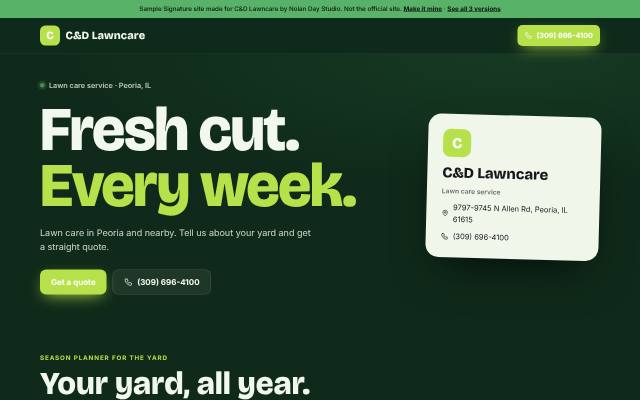 Sample Signature site made for C&D Lawncare by Nolan Day Studio. Not the official site. Make it mine · See all 3 versions
C C&D Lawncare
(309) 696-4100
Lawn care service · Peoria, IL
Fresh cut.
Every week.
Lawn care in Peoria and nearby. Tell us about your yard and get
a straight quote.
Get a quote
(309) 696-4100
C
C&D Lawncare
Lawn care service
9797-9745 N Allen Rd, Peoria, IL
61615
(309) 696-4100
SEASON PLANNER FOR THE YARD
Your yard, all year.